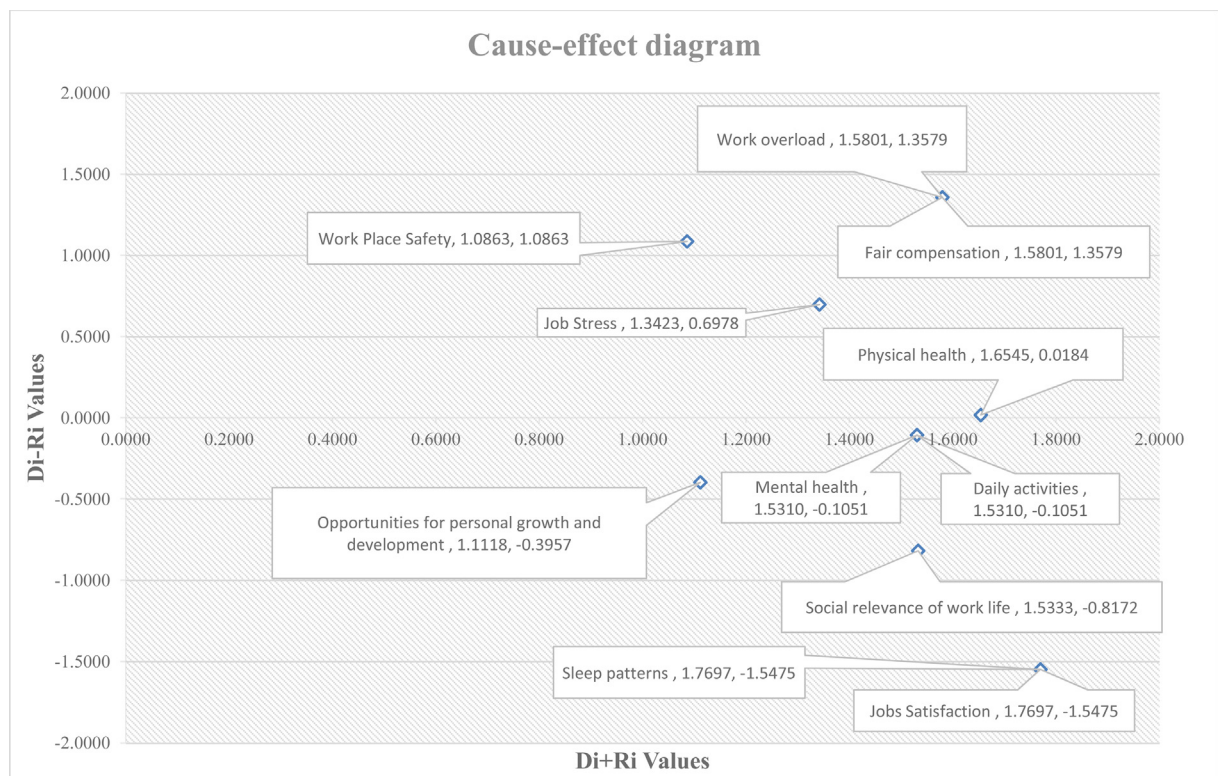 Cause-effect diagram
2.0000
1.5000
1.0000
0.5000
0.0000
-0.5000
-1.0000
-1.5000
-2.0000
Di-Ri Values
0.0000 0.2000 0.4000 0.6000 0.8000 1.0000 1.2000 1.4000 1.6000 1.8000 2.0000
Di+Ri Values
Work overload , 1.5801, 1.3579
Work Place Safety, 1.0863, 1.0863
Fair compensation , 1.5801, 1.3579
Job Stress , 1.3423, 0.6978
Physical health , 1.6545, 0.0184
Mental health ,
1.5310, -0.1051
Daily activities ,
1.5310, -0.1051
Opportunities for personal growth and
development , 1.1118, -0.3957
Social relevance of work life , 1.5333, -0.8172
Sleep patterns , 1.7697, -1.5475
Jobs Satisfaction , 1.7697, -1.5475